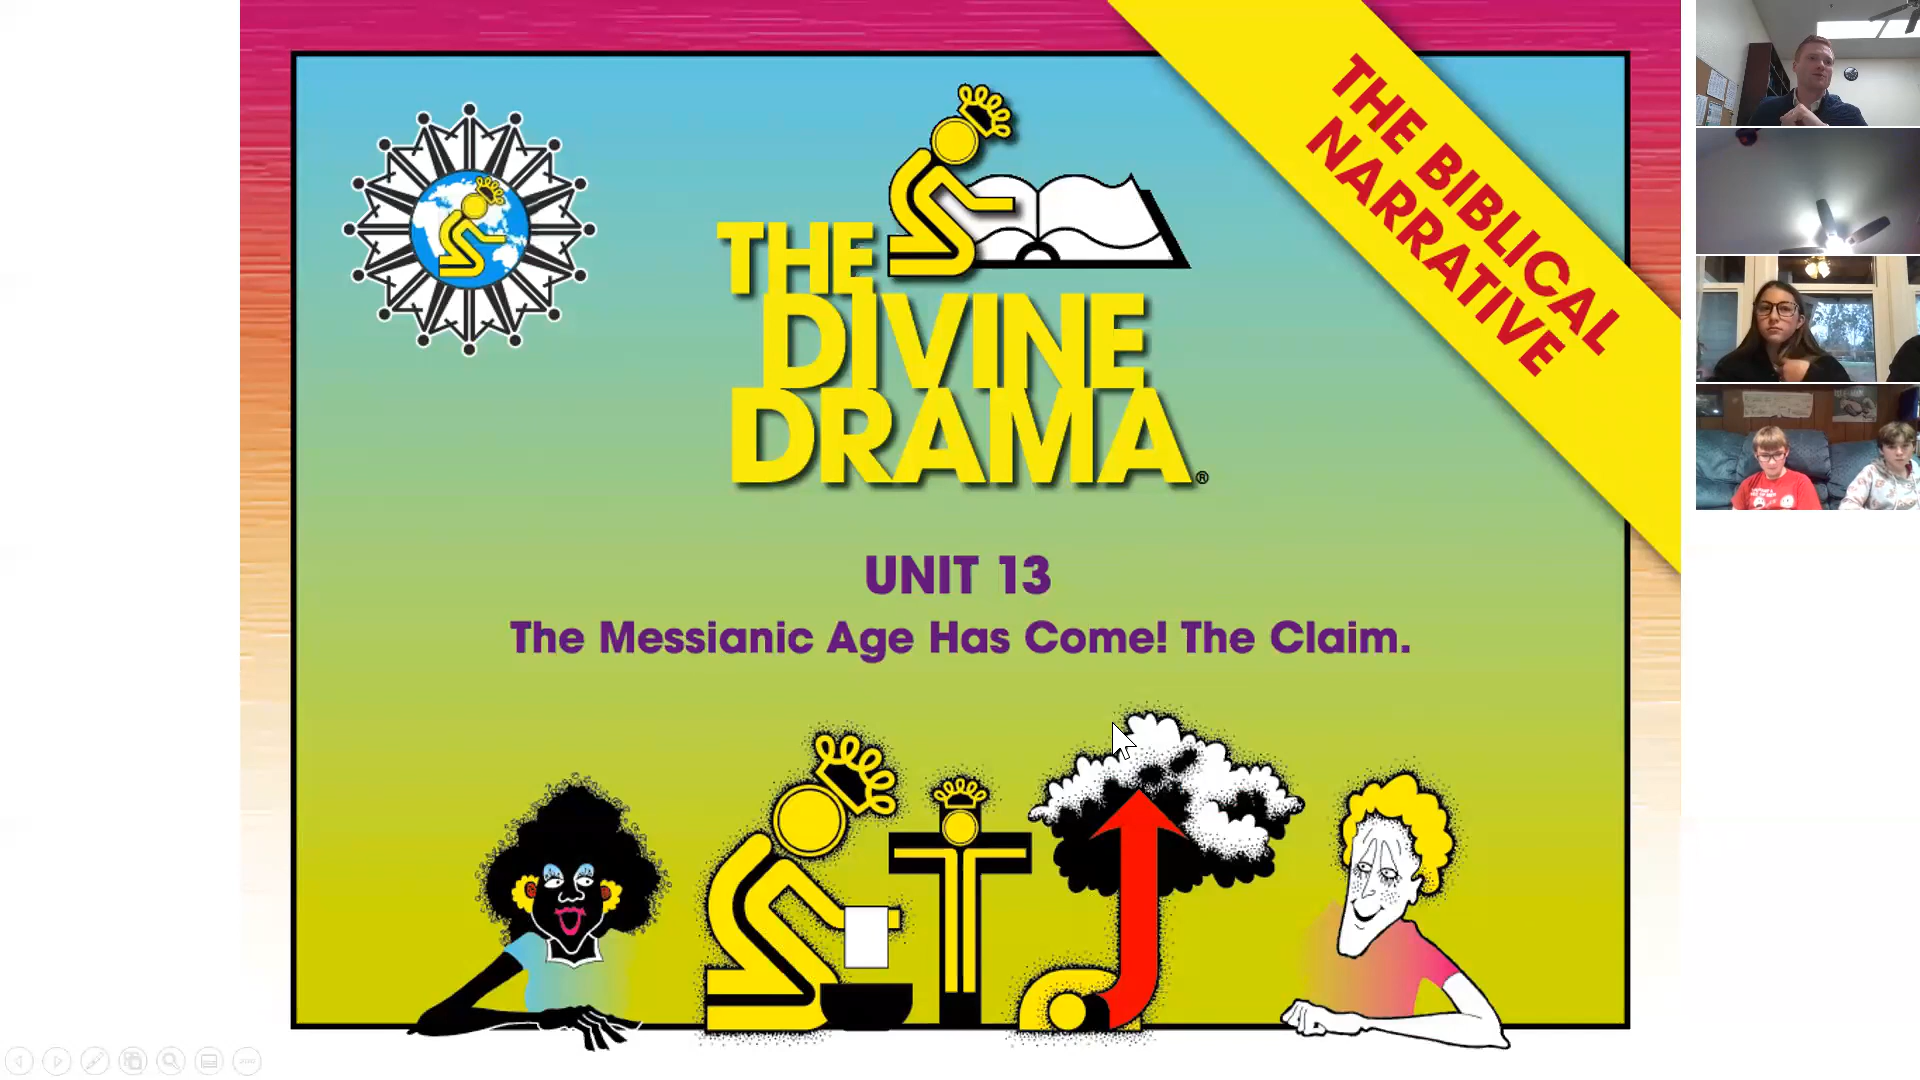 THE BIBLICAL
NARRATIVE
THE
DIVINE
DRAMA®
UNIT 13
The Messianic Age Has Come! The Claim.